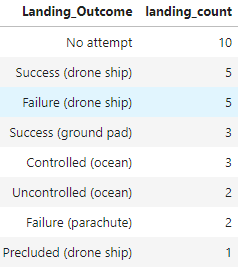 Landing_Outcome landing_count
No attempt 10
Success (drone ship) 5
Failure (drone ship) 5
Success (ground pad) 3
Controlled (ocean) 3
Uncontrolled (ocean) 2
Failure (parachute) 2
Precluded (drone ship) 1